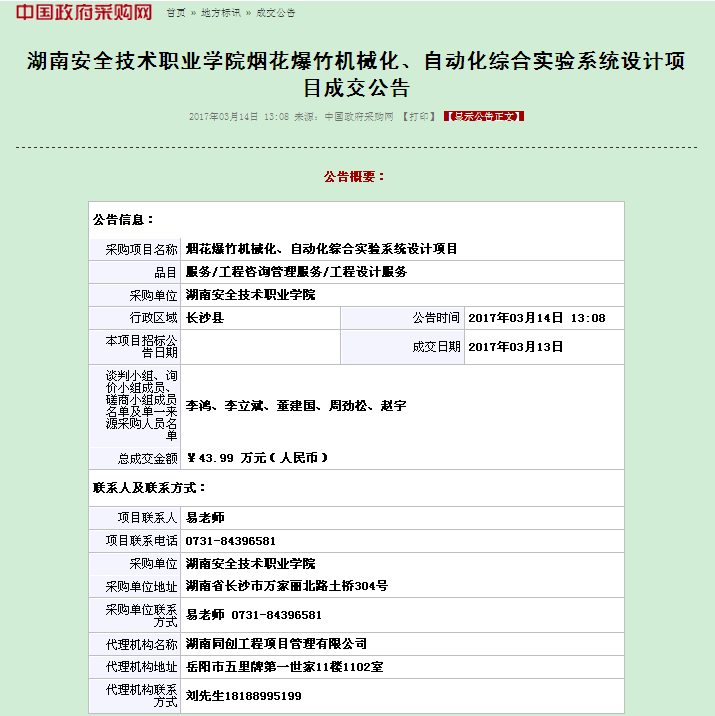 中国政府采购网 首页 » 地方标讯 » 成交公告
湖南安全技术职业学院烟花爆竹机械化、自动化综合实验系统设计项
目成交公告
2017年03月14日 13:08 来源：中国政府采购网 【打印】 【显示公告正文】
公告概要：
公告信息：
采购项目名称 烟花爆竹机械化、自动化综合实验系统设计项目
品目 服务/工程咨询管理服务/工程设计服务
采购单位 湖南安全技术职业学院
行政区域 长沙县 公告时间 2017年03月14日 13:08
本项目招标公
告日期 成交日期 2017年03月13日
谈判小组、询
价小组成员、
磋商小组成员
名单及单一来
源采购人员名
单
李鸿、李立斌、董建国、周劲松、赵宇
总成交金额 ￥43.99 万元（人民币）
联系人及联系方式：
项目联系人 易老师
项目联系电话 0731-84396581
采购单位 湖南安全技术职业学院
采购单位地址 湖南省长沙市万家丽北路土桥304号
采购单位联系
方式
易老师 0731-84396581
代理机构名称 湖南同创工程项目管理有限公司
代理机构地址 岳阳市五里牌第一世家11楼1102室
代理机构联系
方式
刘先生18188995199